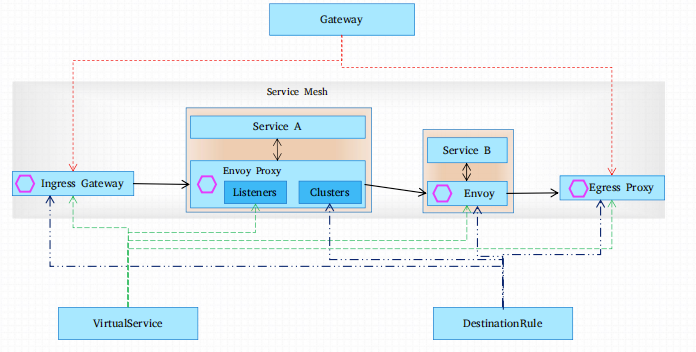 Gateway
Service Mesh
Service A
Service B
Envoy Proxy
Ingress Gateway
Listeners
Clusters
Envoy
Egress Proxy
VirtualService
DestinationRule